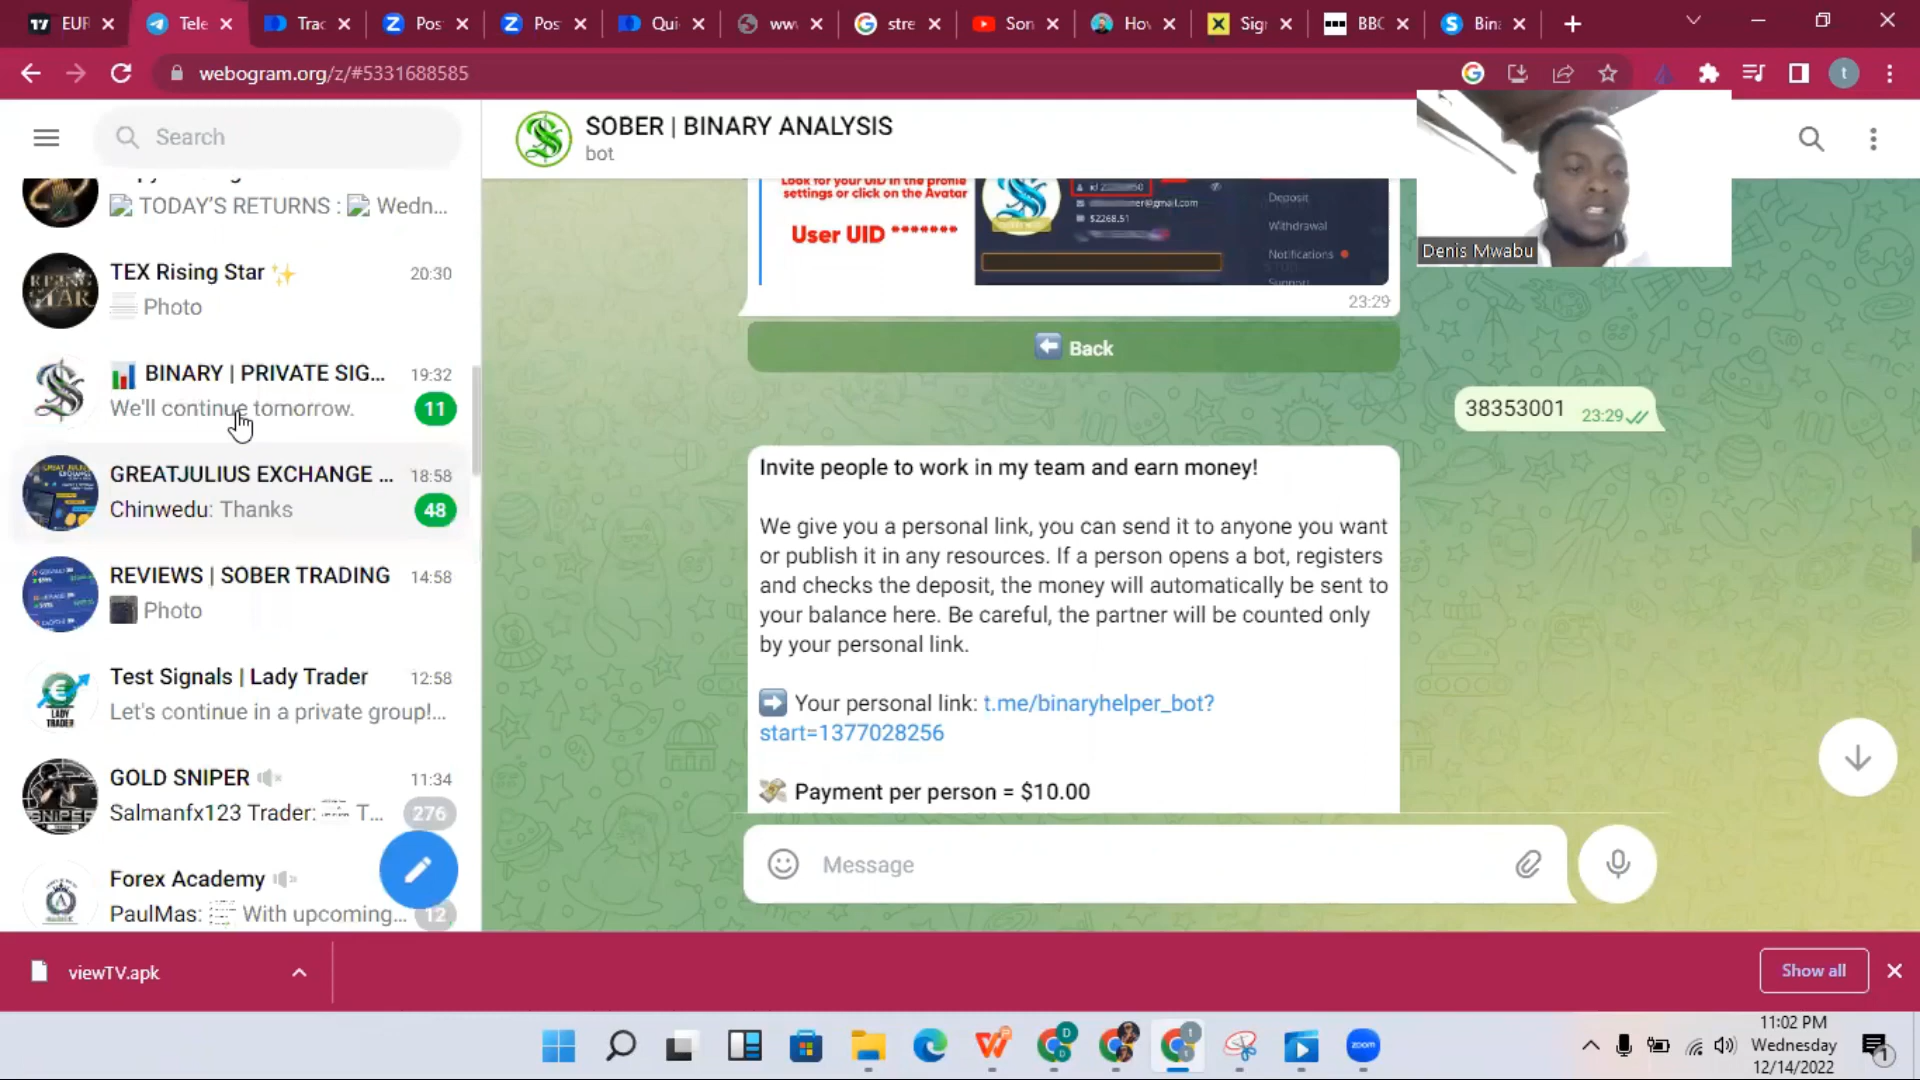 EUR
Tele
Trac
Pos
Pos
Qui
ww
stre
Son
Hov
Sig
BBC
Bin
webogram.org/z/#5331688585
t
Search
SOBER | BINARY ANALYSIS
bot
Denis Mwabu
TODAY'S RETURNS : Wedn...
TEX Rising Star
20:30
Photo
BINARY | PRIVATE SIG...
19:32
We'll continue tomorrow.
11
GREATJULIUS EXCHANGE ...
18:58
Chinwedu: Thanks
48
REVIEWS | SOBER TRADING
14:58
Photo
Test Signals | Lady Trader
12:58
Let's continue in a private group!...
LADY
TRADER
GOLD SNIPER
11:34
Salmanfx123 Trader: T...
276
SNIPER
Forex Academy
PaulMas: With upcoming...
12
Look for your UID in the profile
settings or click on the Avatar
User UID *******
$2268.51
Deposit
Withdrawal
Notifications
Support
23:29
Back
38353001
23:29
Invite people to work in my team and earn money!
We give you a personal link, you can send it to anyone you want
or publish it in any resources. If a person opens a bot, registers
and checks the deposit, the money will automatically be sent to
your balance here. Be careful, the partner will be counted only
by your personal link.
Your personal link: t.me/binaryhelper_bot?
start=1377028256
Payment per person = $10.00
Message
viewTV.apk
Show all
zoom
11:02 PM
Wednesday
12/14/2022
1